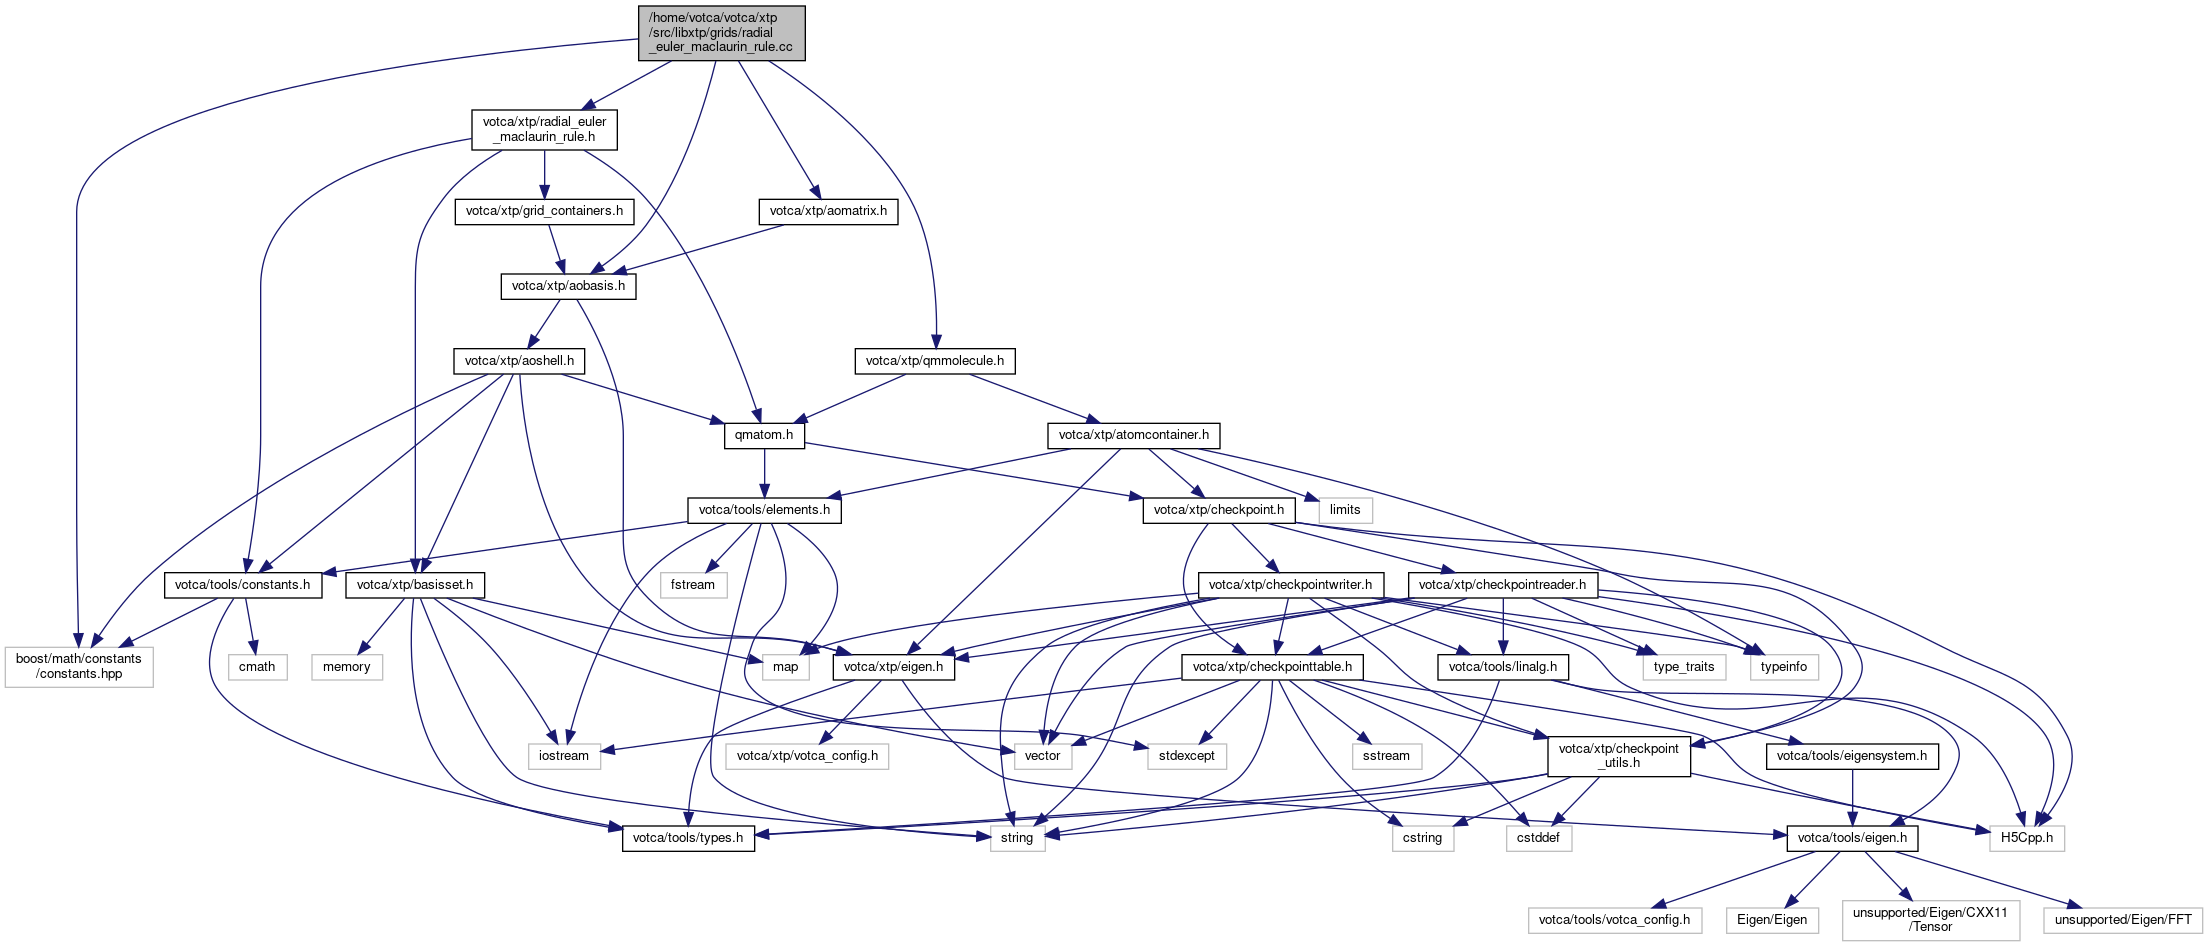 /home/votca/votca/xtp
/src/libxtp/grids/radial
_euler_maclaurin_rule.cc
votca/xtp/radial_euler
_maclaurin_rule.h
votca/xtp/grid_containers.h
votca/xtp/aomatrix.h
votca/xtp/aobasis.h
votca/xtp/aoshell.h
votca/xtp/qmmolecule.h
qmatom.h
votca/xtp/atomcontainer.h
votca/tools/elements.h
votca/xtp/checkpoint.h
limits
votca/tools/constants.h
votca/xtp/basisset.h
fstream
votca/xtp/checkpointwriter.h
votca/xtp/checkpointreader.h
boost/math/constants
/constants.hpp
cmath
memory
map
votca/xtp/eigen.h
votca/xtp/checkpointtable.h
votca/tools/linalg.h
type_traits
typeinfo
iostream
votca/xtp/votca_config.h
vector
stdexcept
sstream
votca/xtp/checkpoint
_utils.h
votca/tools/eigensystem.h
votca/tools/types.h
string
cstring
cstddef
votca/tools/eigen.h
H5Cpp.h
votca/tools/votca_config.h
Eigen/Eigen
unsupported/Eigen/CXX11
/Tensor
unsupported/Eigen/FFT